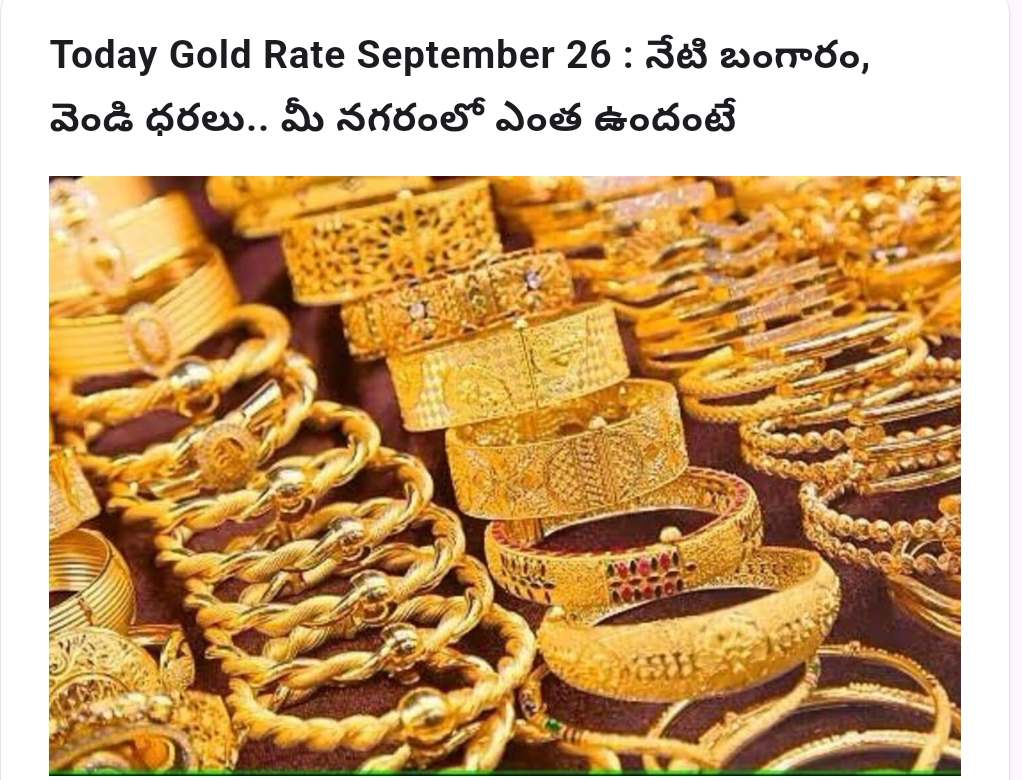 Today Gold Rate September 26 : నేటి బంగారం,
వెండి ధరలు.. మీ నగరంలో ఎంత ఉందంటే